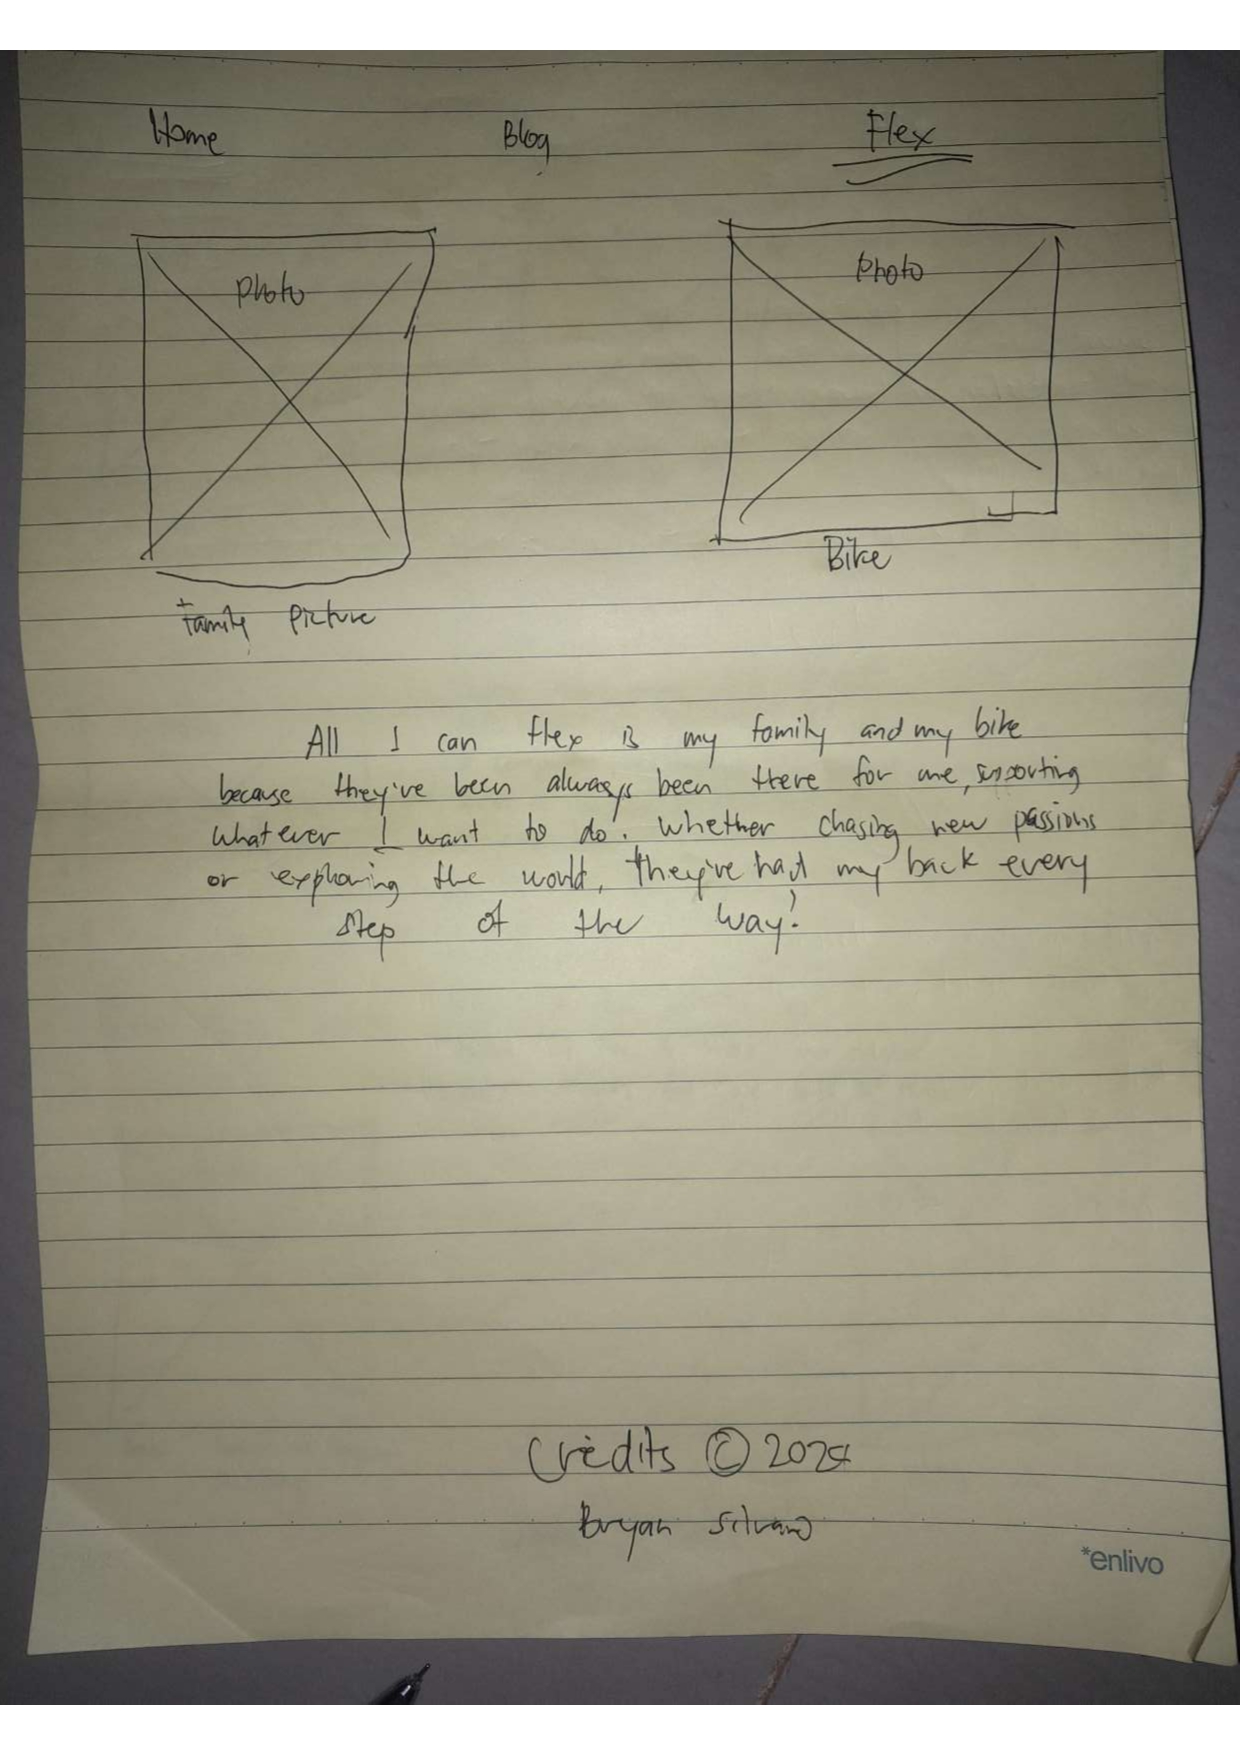 Home Blog Flex
Photo Photo
Bike
Family Picture
All I can flex is my family and my bike
because they've been always been there for me, supporting
whatever I want to do. Whether chasing new passions
or exploring the world, they've had my back every
step of the way!
Credits © 2024
Bryan Silvano
*enlivo